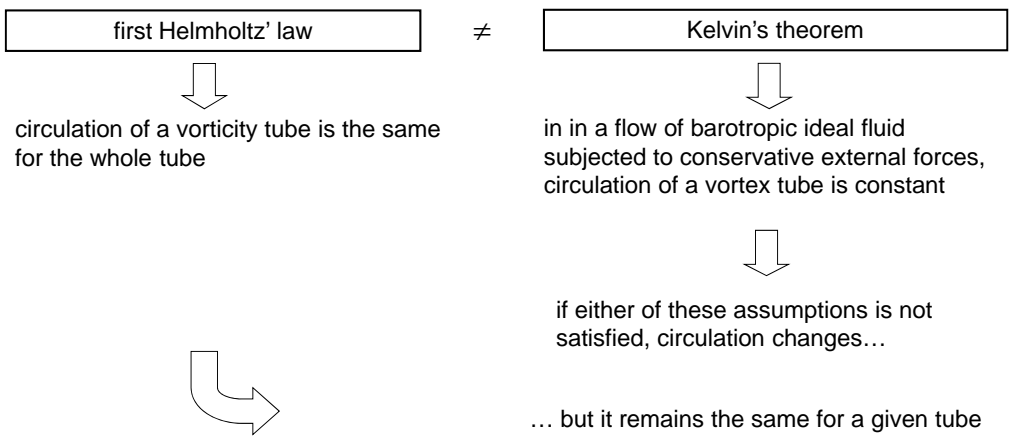 first Helmholtz' law
≠
Kelvin's theorem
circulation of a vorticity tube is the same
for the whole tube
in in a flow of barotropic ideal fluid
subjected to conservative external forces,
circulation of a vortex tube is constant
if either of these assumptions is not
satisfied, circulation changes…
… but it remains the same for a given tube